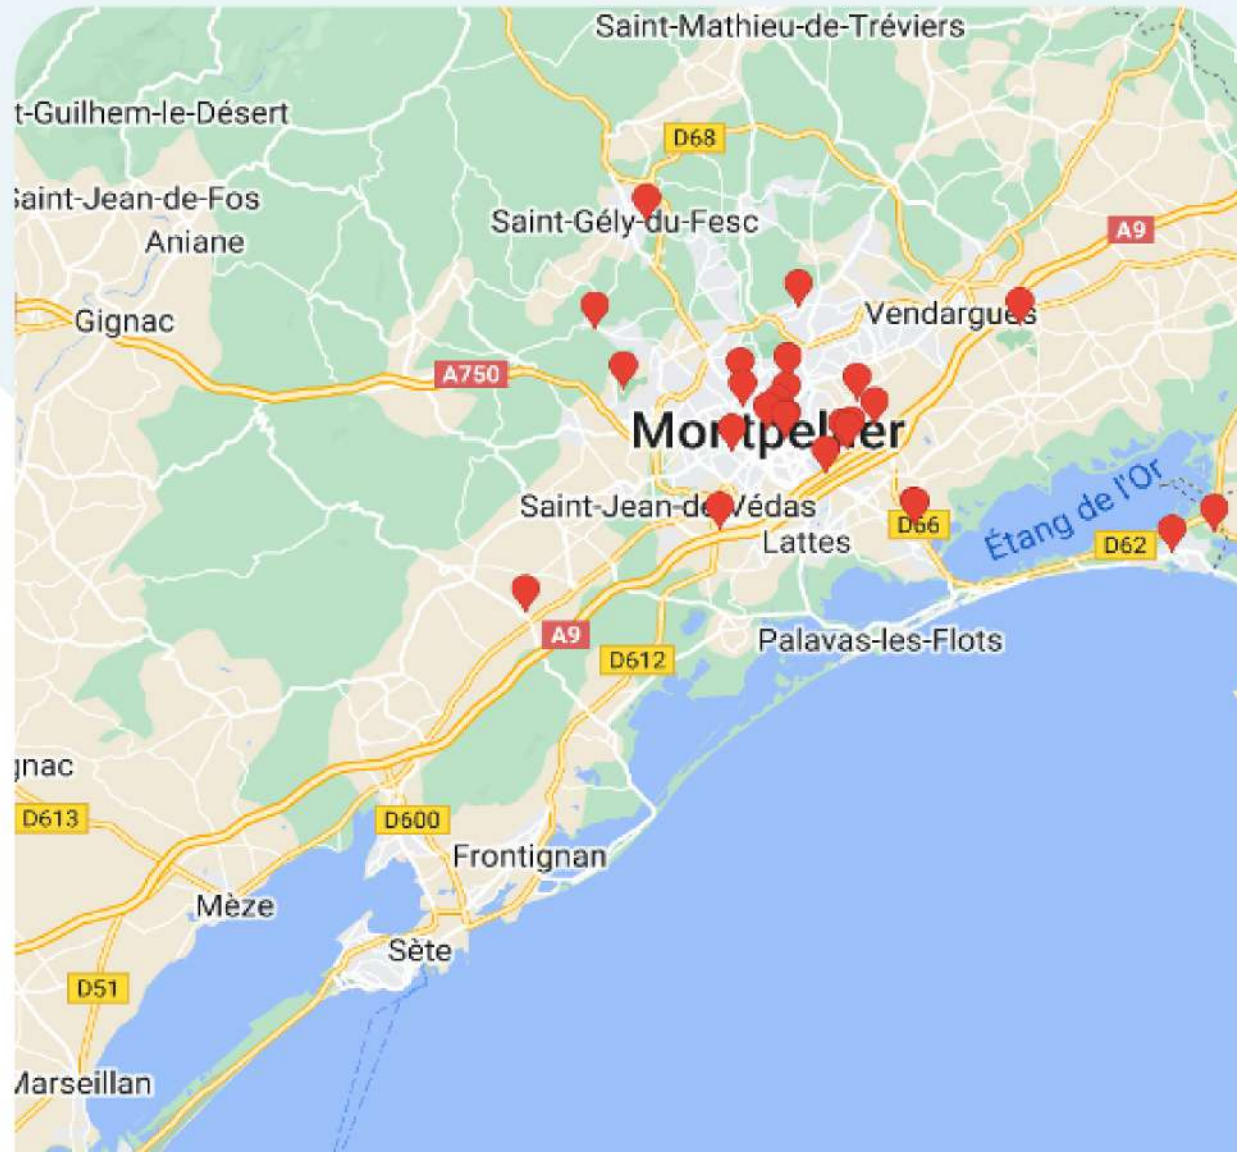 Saint-Mathieu-de-Tréviers
t-Guilhem-le-Désert
D68
Saint-Jean-de-Fos
Saint-Gély-du-Fesc
A9
Aniane
Gignac
Vendargues
A750
Montpellier
Étang de l'Or
Saint-Jean-de-Védas
D66
Lattes
D62
A9
Palavas-les-Flots
D612
gnac
D613
D600
Frontignan
Mèze
Sète
D51
Marseillan